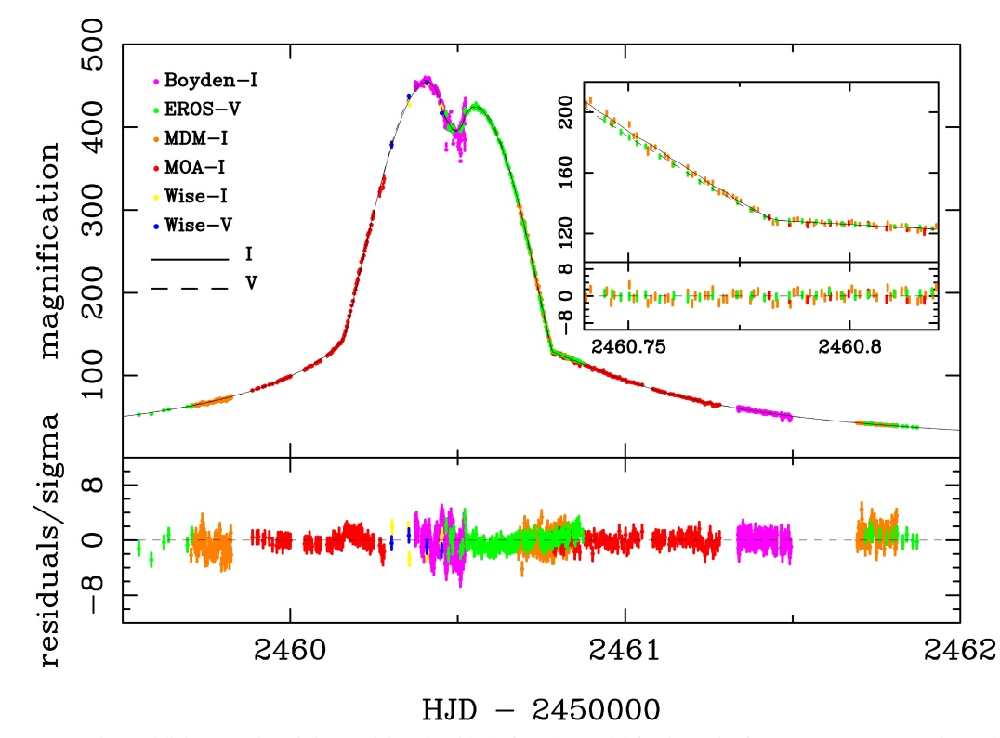 500
400
300
200
100
magnification
Boyden-I
EROS-V
MDM-I
MOA-I
Wise-I
Wise-V
I
V
200
160
120
8
0
-8
2460.75
2460.8
residuals/sigma
8
0
-8
2460
2461
2462
HJD - 2450000